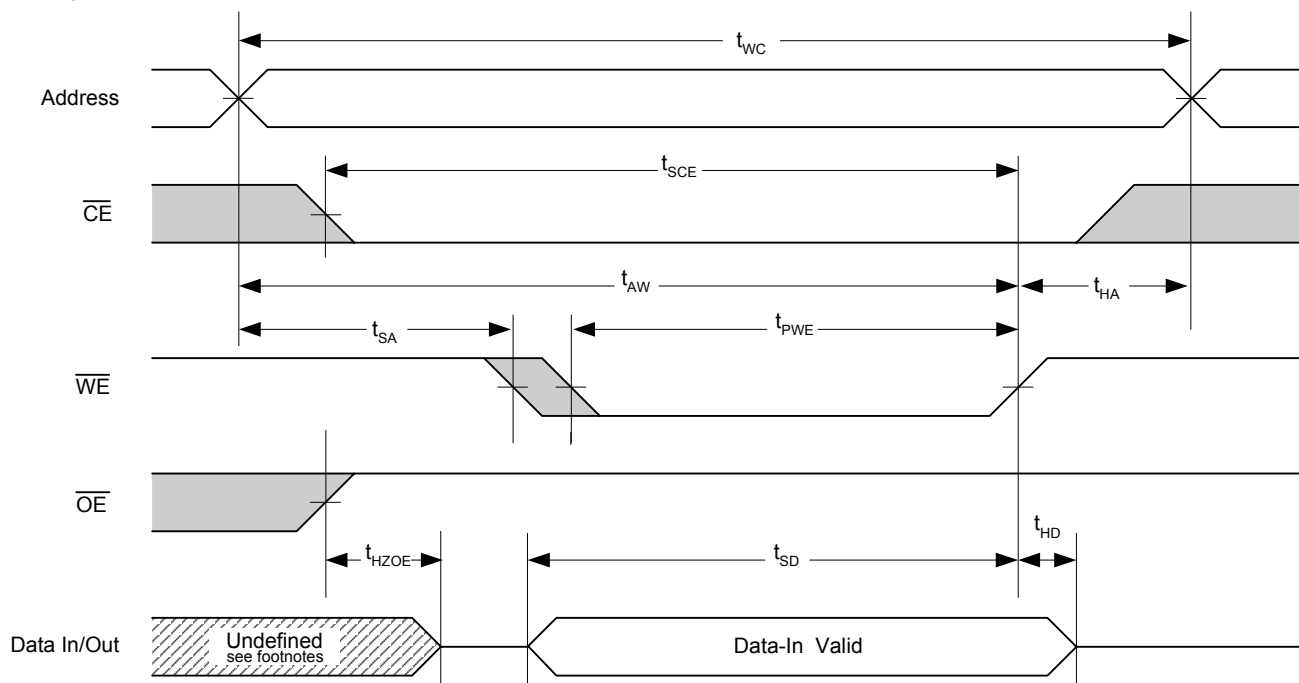 tWC
Address
tSCE
CE
tAW
tHA
tSA
tPWE
WE
OE
tHD
tHZOE
tSD
Data In/Out
Undefined
see footnotes
Data-In Valid